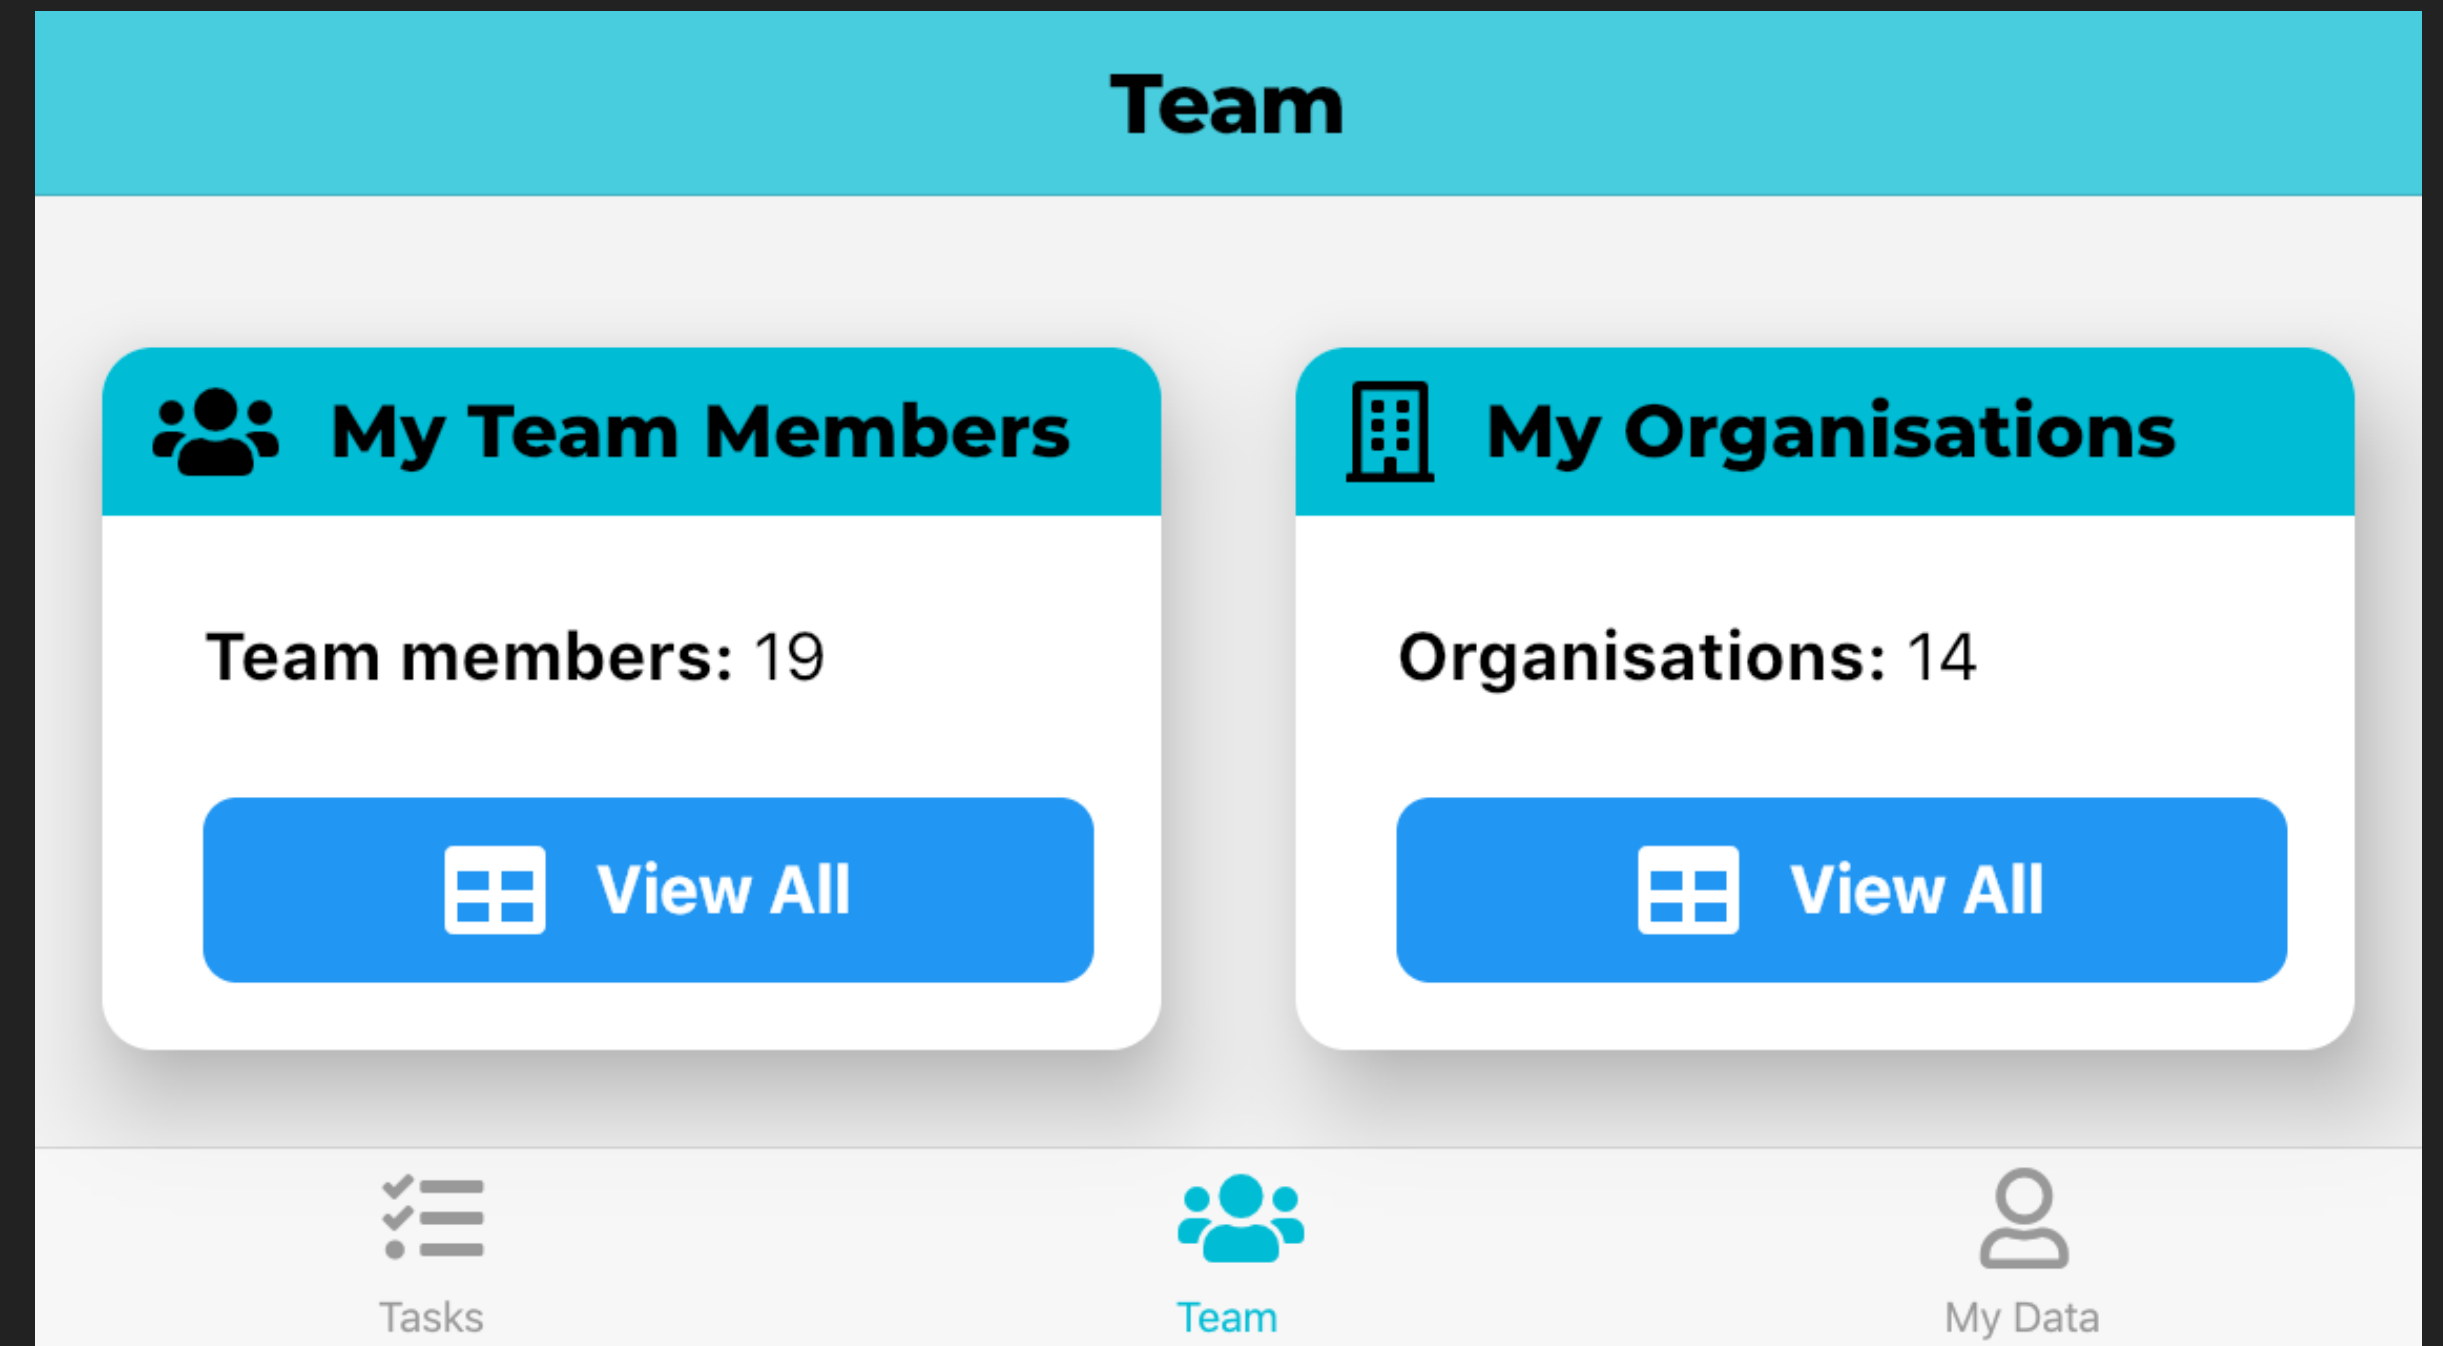 Team
My Team Members
Team members: 19
View All
My Organisations
Organisations: 14
View All
Tasks
Team
My Data